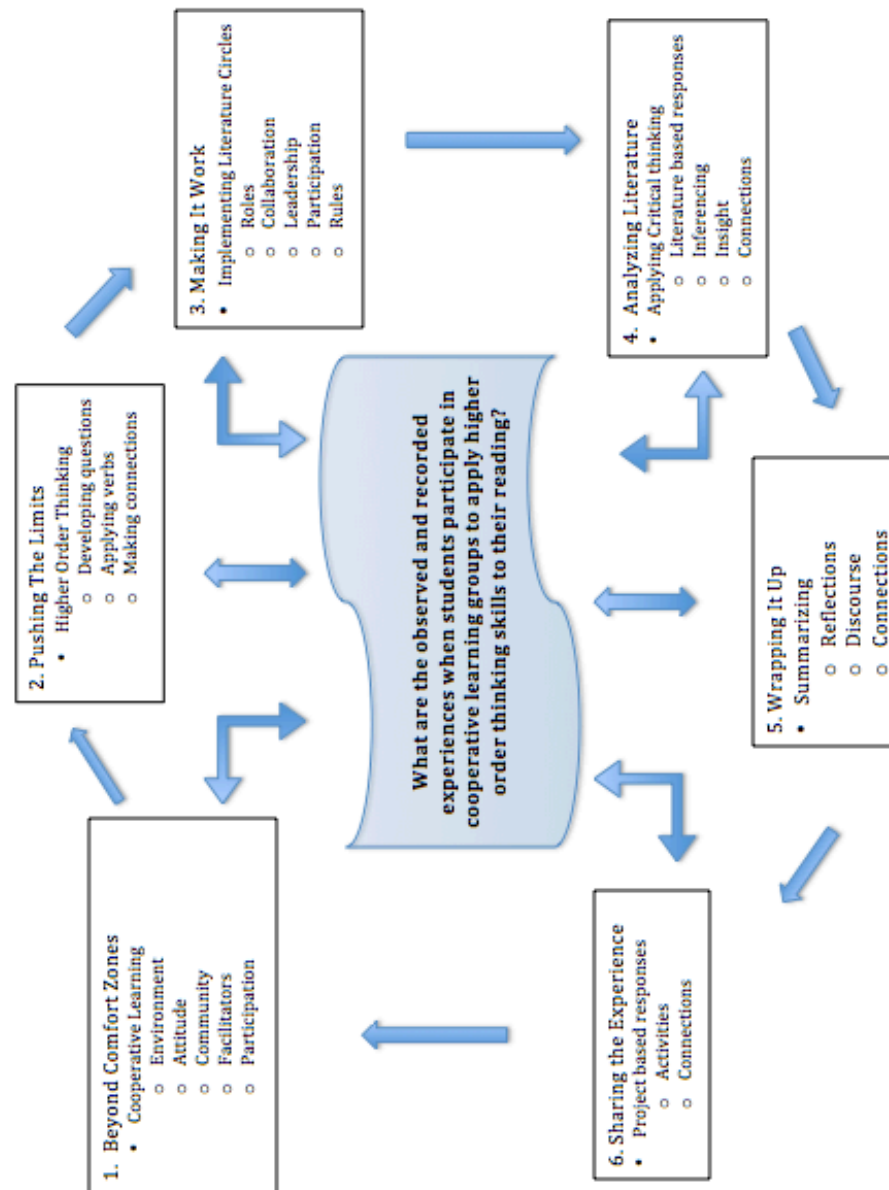 1. Beyond Comfort Zones
• Cooperative Learning
○ Environment
○ Attitude
○ Community
○ Facilitators
○ Participation
2. Pushing The Limits
• Higher Order Thinking
○ Developing questions
○ Applying verbs
○ Making connections
3. Making It Work
• Implementing Literature Circles
○ Roles
○ Collaboration
○ Leadership
○ Participation
○ Rules
What are the observed and recorded
experiences when students participate in
cooperative learning groups to apply higher
order thinking skills to their reading?
4. Analyzing Literature
• Applying Critical thinking
○ Literature based responses
○ Inferencing
○ Insight
○ Connections
5. Wrapping It Up
• Summarizing
○ Reflections
○ Discourse
○ Connections
6. Sharing the Experience
• Project based responses
○ Activities
○ Connections